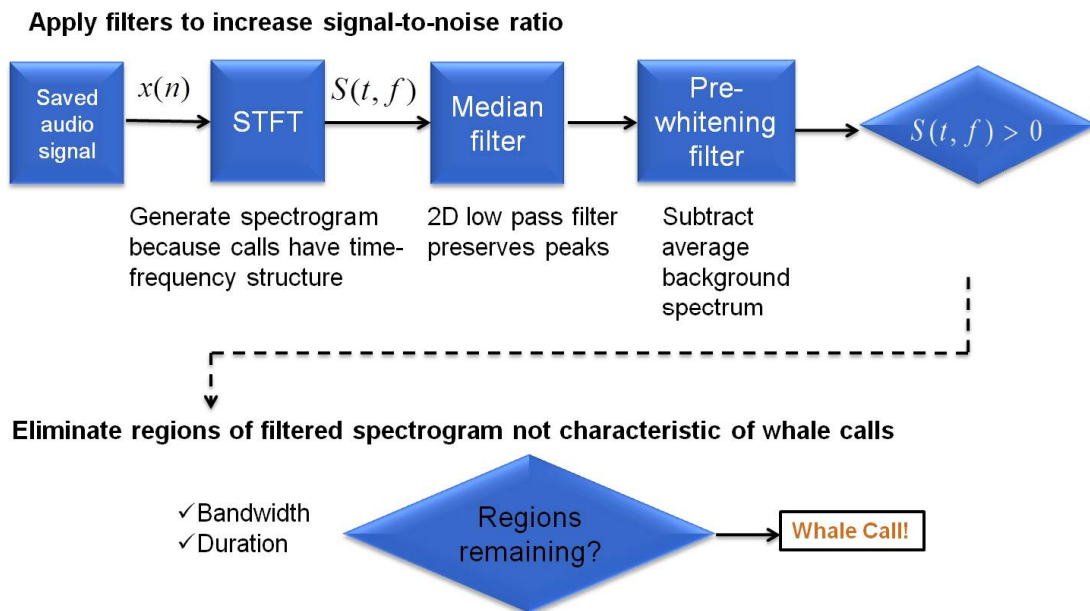 Apply filters to increase signal-to-noise ratio
Saved
audio
signal
x(n)
STFT
S(t, f)
Median
filter
Pre-
whitening
filter
S(t, f) > 0
Generate spectrogram
because calls have time-
frequency structure
2D low pass filter
preserves peaks
Subtract
average
background
spectrum
Eliminate regions of filtered spectrogram not characteristic of whale calls
✓Bandwidth
✓Duration
Regions
remaining?
Whale Call!